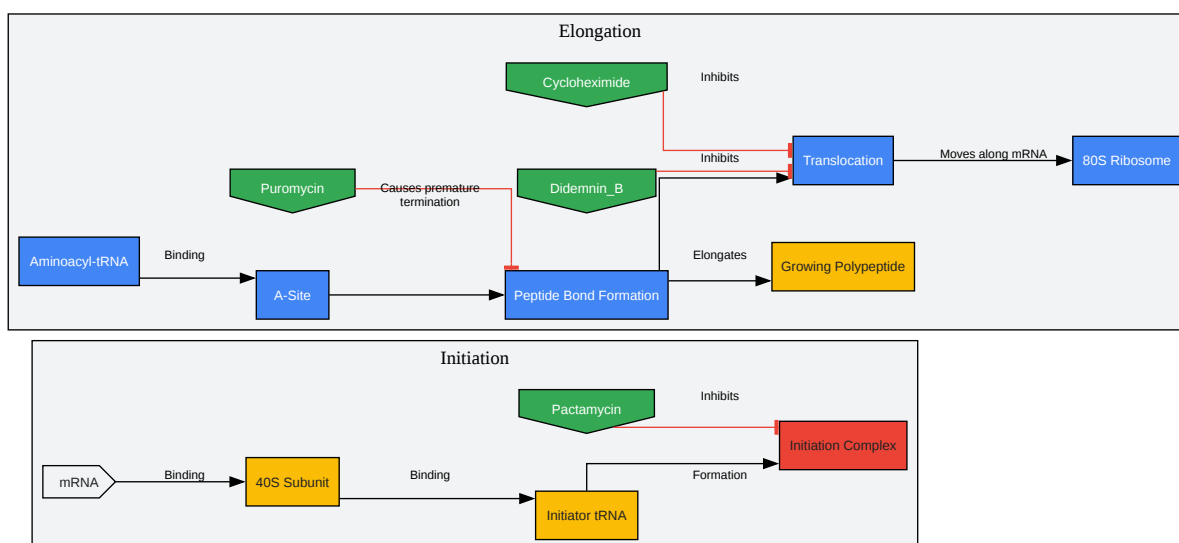 Elongation
Cycloheximide
Inhibits
Inhibits
Translocation
Moves along mRNA
80S Ribosome
Puromycin
Causes premature
termination
Didemnin_B
Aminoacyl-tRNA
Binding
A-Site
Peptide Bond Formation
Elongates
Growing Polypeptide
Initiation
Pactamycin
Inhibits
Initiation Complex
mRNA
Binding
40S Subunit
Binding
Initiator tRNA
Formation